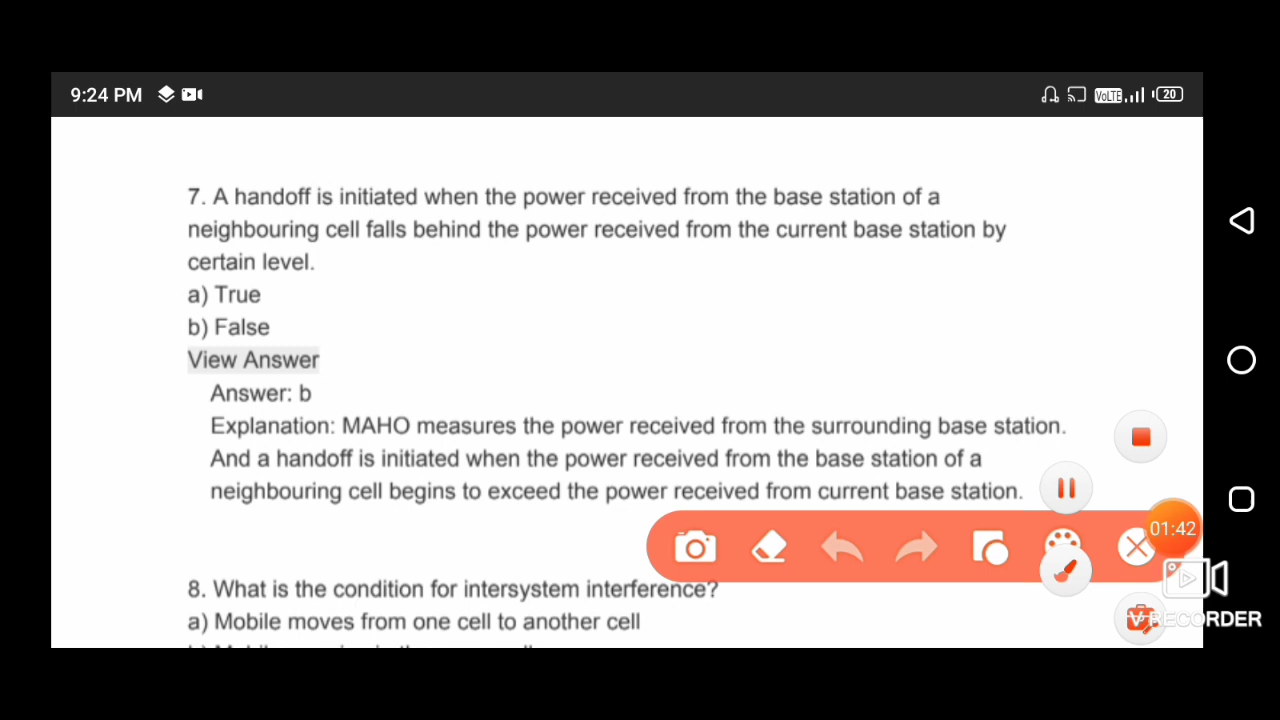 9:24 PM VoLTE 20
7. A handoff is initiated when the power received from the base station of a
neighbouring cell falls behind the power received from the current base station by
certain level.
a) True
b) False
View Answer
Answer: b
Explanation: MAHO measures the power received from the surrounding base station.
And a handoff is initiated when the power received from the base station of a
neighbouring cell begins to exceed the power received from current base station.
01:42
8. What is the condition for intersystem interference?
a) Mobile moves from one cell to another cell
V RECORDER